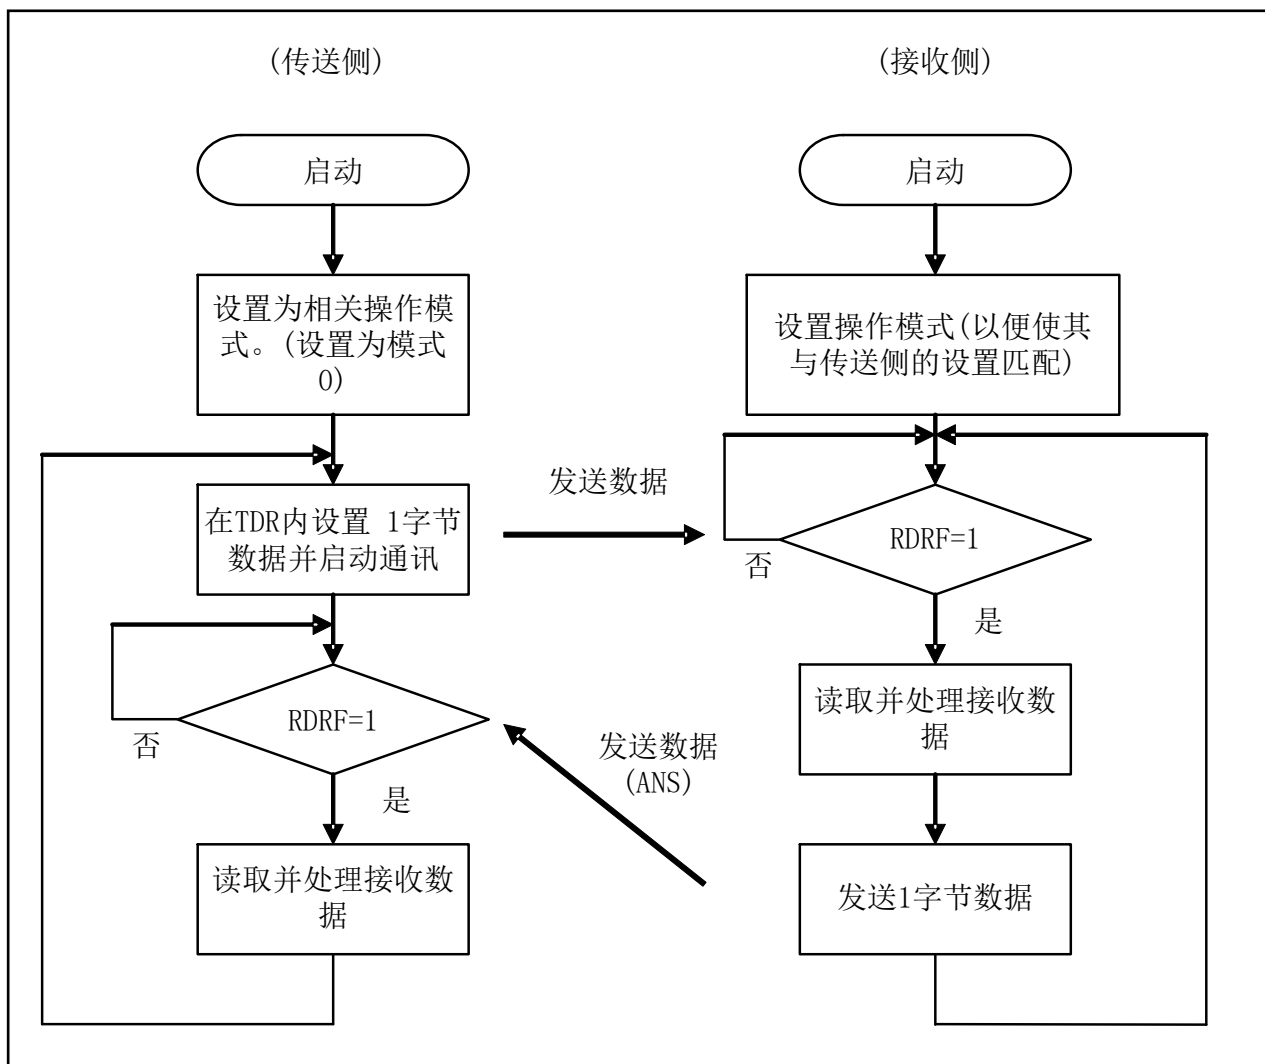 (传送侧)
(接收侧)
启动
启动
设置为相关操作模
式。(设置为模式
0)
设置操作模式(以便使其
与传送侧的设置匹配)
发送数据
在TDR内设置 1字节
数据并启动通讯
RDRF=1
否
是
RDRF=1
否
是
读取并处理接收数
据
发送数据
(ANS)
读取并处理接收数
据
发送1字节数据